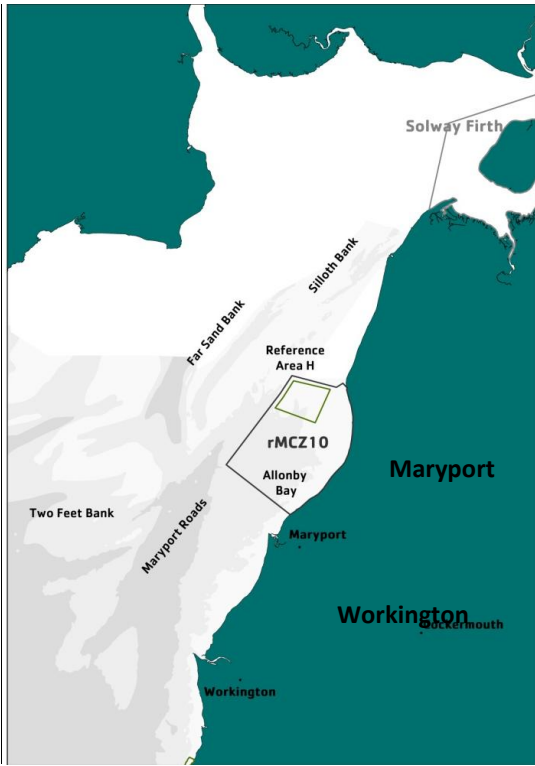 Solway Firth
Silloth Bank
Far Sand Bank
Reference
Area H
rMCZ10
Maryport
Allonby
Bay
Two Feet Bank
Maryport Roads
Maryport
Workington
Cockermouth
Workington